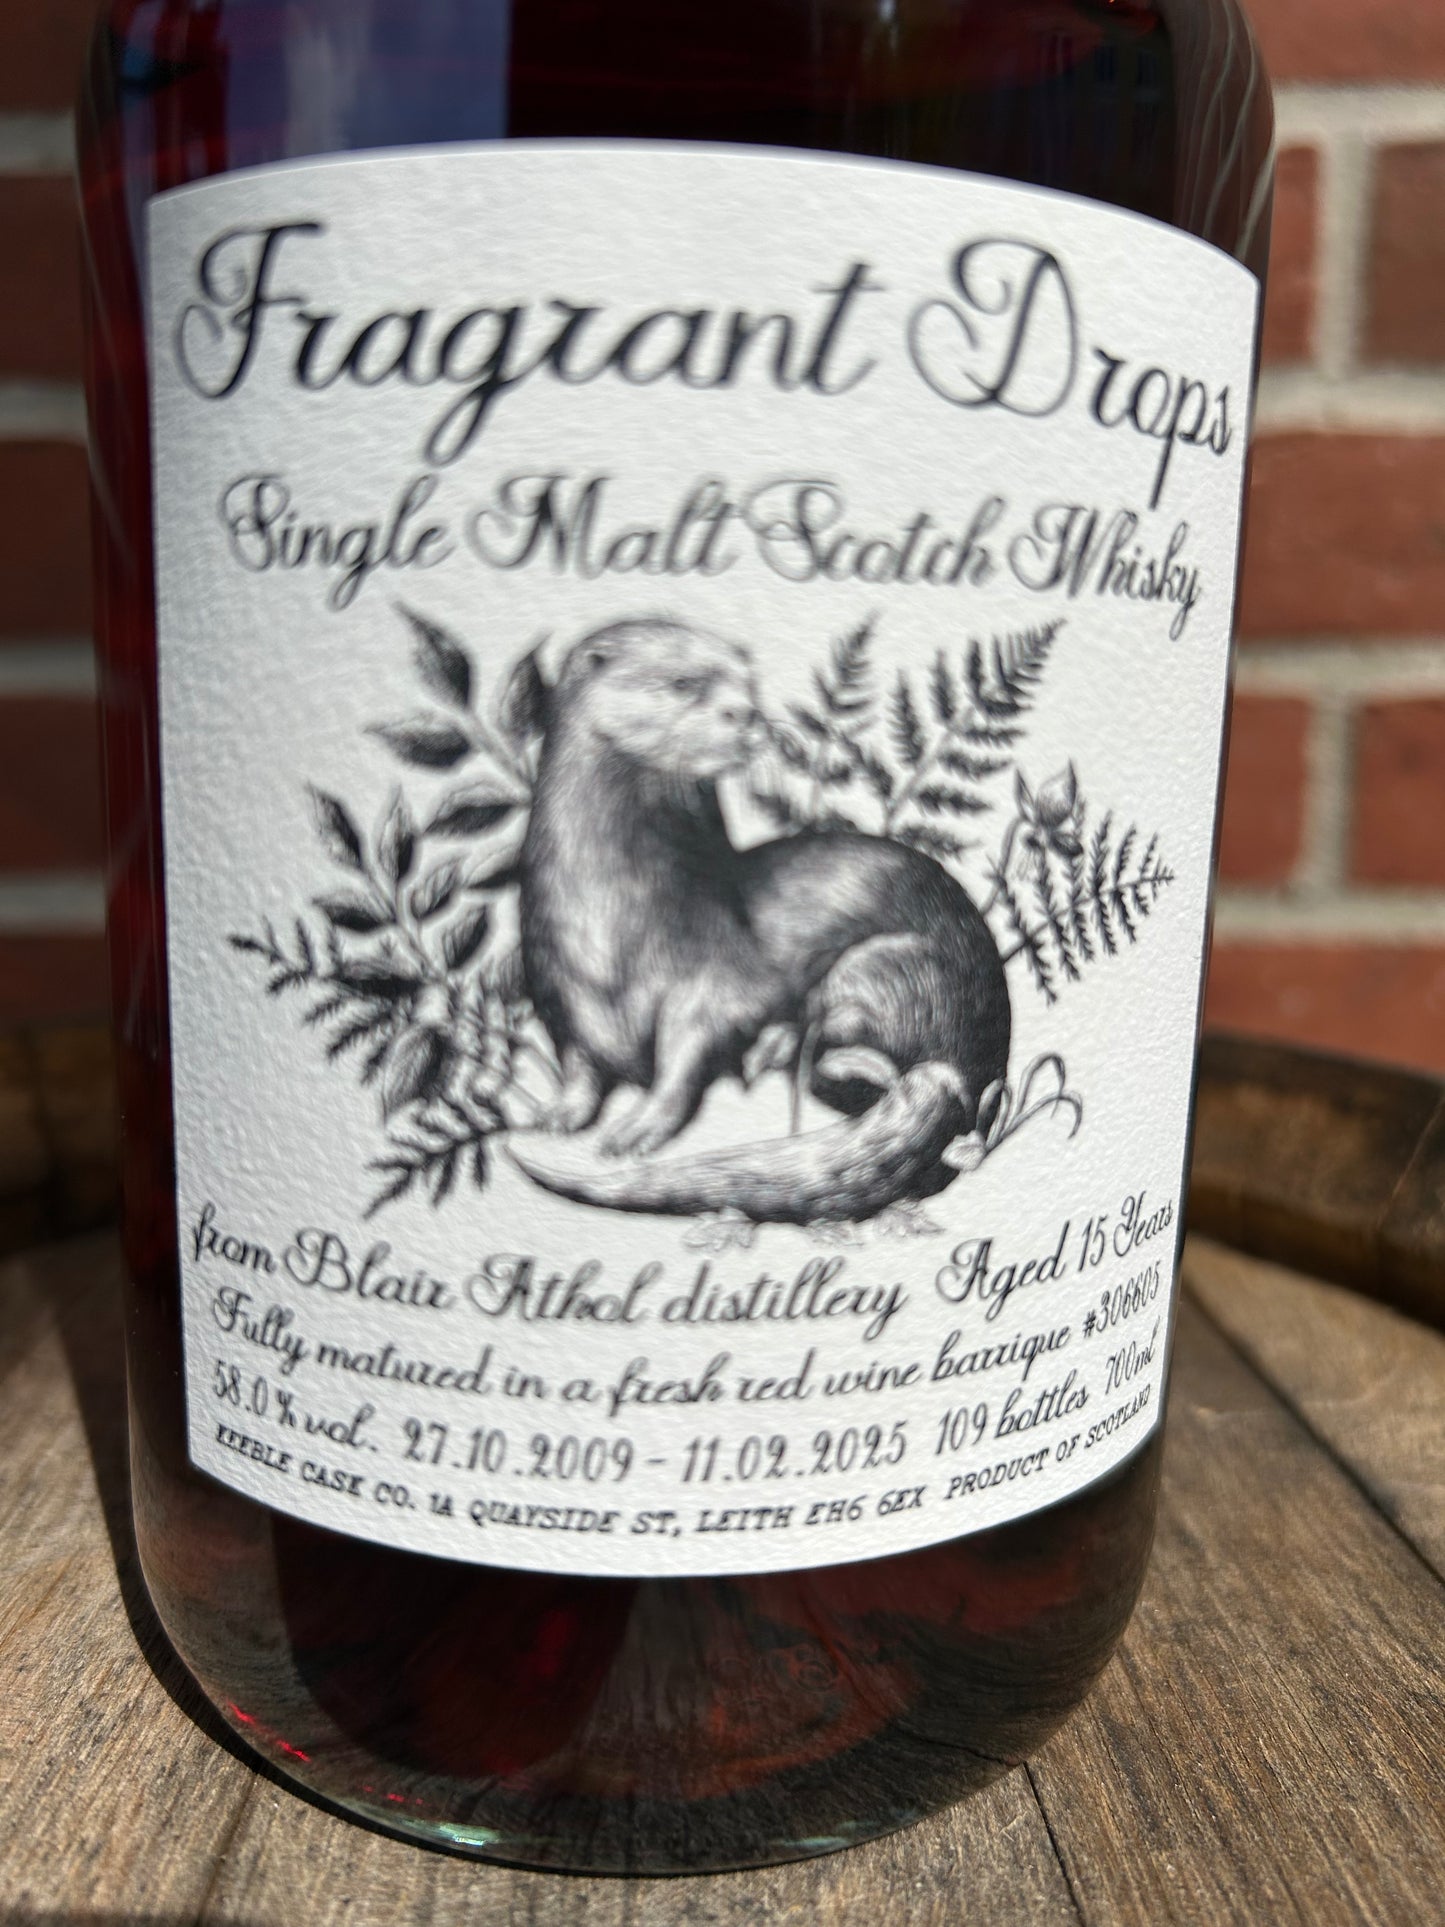 Fragrant Drops
Single Malt Scotch Whisky
from Blair Athol distillery Aged 15 Years
Fully matured in a fresh red wine barrique #306605
58.0% vol. 27.10.2009 - 11.02.2025 109 bottles 700ml
KEEBLE CASK CO. 1A QUAYSIDE ST, LEITH EH6 6EX PRODUCT OF SCOTLAND